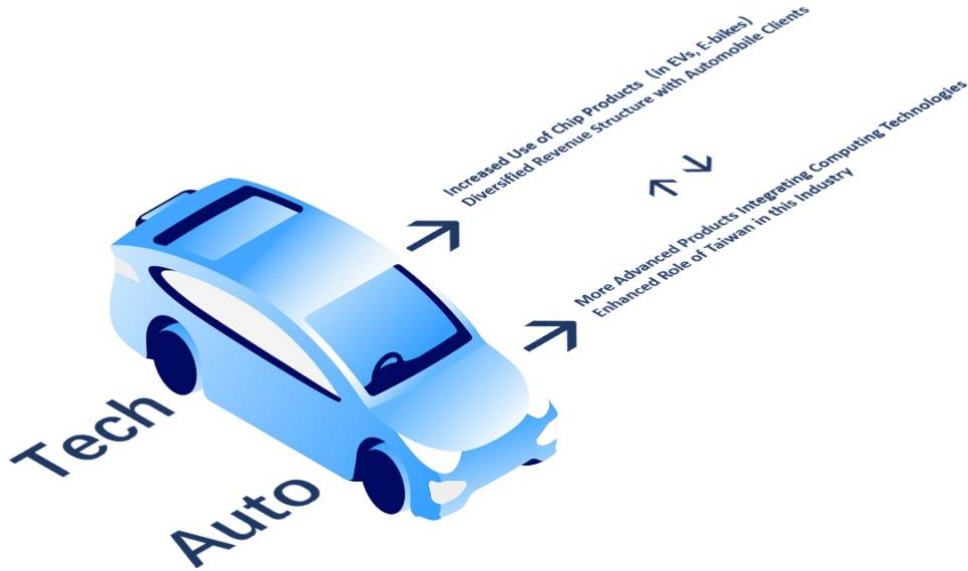 Increased Use of Chip Products (in EVs, E-bikes)
Diversified Revenue Structure with Automobile Clients
More Advanced Products Integrating Computing Technologies
Enhanced Role of Taiwan in this Industry
Tech
Auto